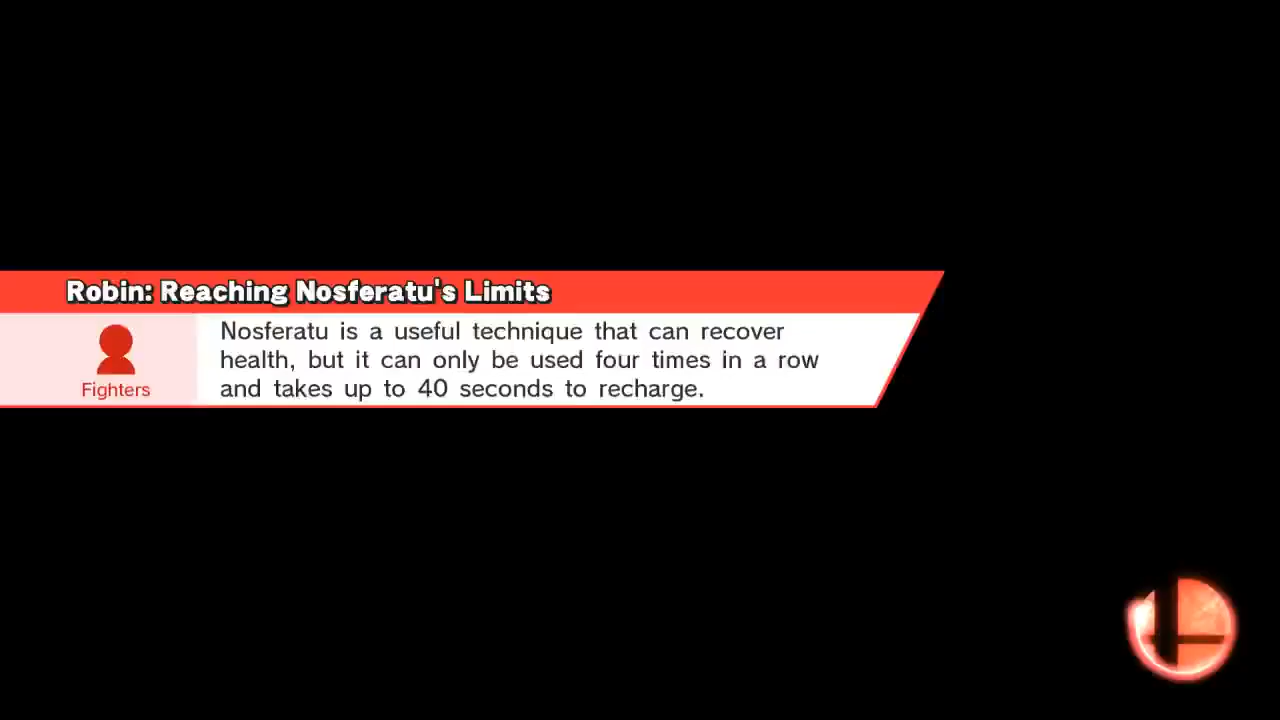 Robin: Reaching Nosferatu's Limits
Nosferatu is a useful technique that can recover
health, but it can only be used four times in a row
and takes up to 40 seconds to recharge.
Fighters